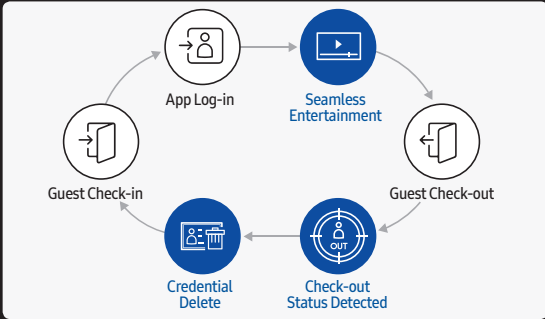 App Log-in
Seamless
Entertainment
Guest Check-in
Guest Check-out
OUT
Credential
Delete
Check-out
Status Detected